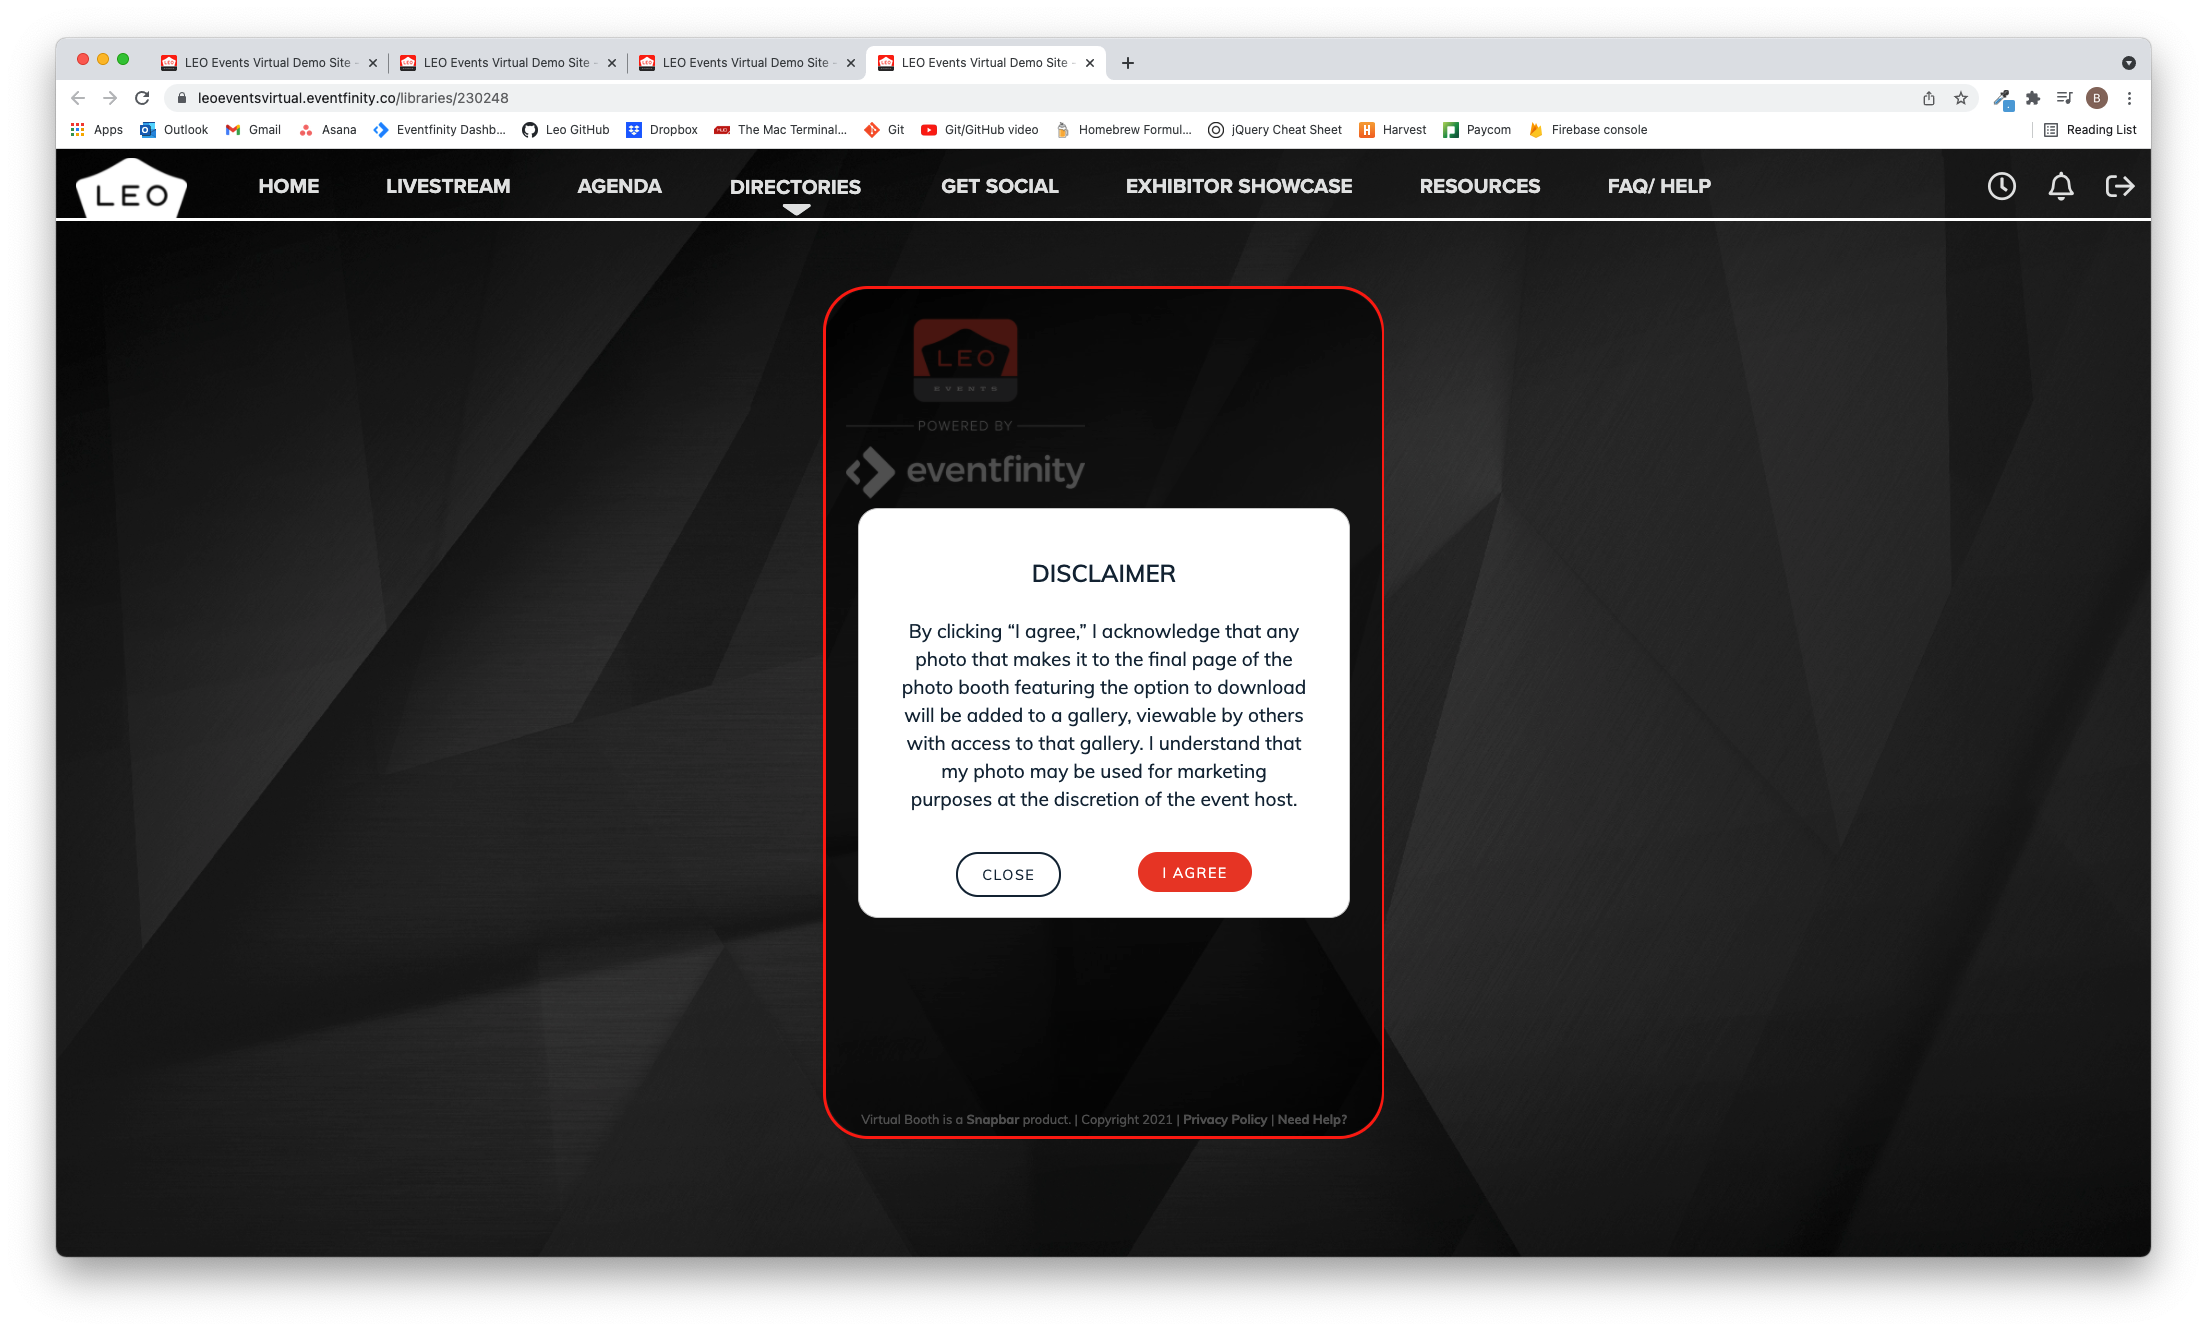 LEO Events Virtual Demo Site -
LEO Events Virtual Demo Site -
LEO Events Virtual Demo Site -
LEO Events Virtual Demo Site -
leoeventsvirtual.eventfinity.co/libraries/230248
B
Apps Outlook Gmail Asana Eventfinity Dashb... Leo GitHub Dropbox The Mac Terminal... Git Git/GitHub video Homebrew Formul... jQuery Cheat Sheet Harvest Paycom Firebase console Reading List
LEO HOME LIVESTREAM AGENDA DIRECTORIES GET SOCIAL EXHIBITOR SHOWCASE RESOURCES FAQ/ HELP
LEO
EVENTS
POWERED BY
eventfinity
DISCLAIMER
By clicking “I agree,” I acknowledge that any
photo that makes it to the final page of the
photo booth featuring the option to download
will be added to a gallery, viewable by others
with access to that gallery. I understand that
my photo may be used for marketing
purposes at the discretion of the event host.
CLOSE I AGREE
Virtual Booth is a Snapbar product. | Copyright 2021 | Privacy Policy | Need Help?